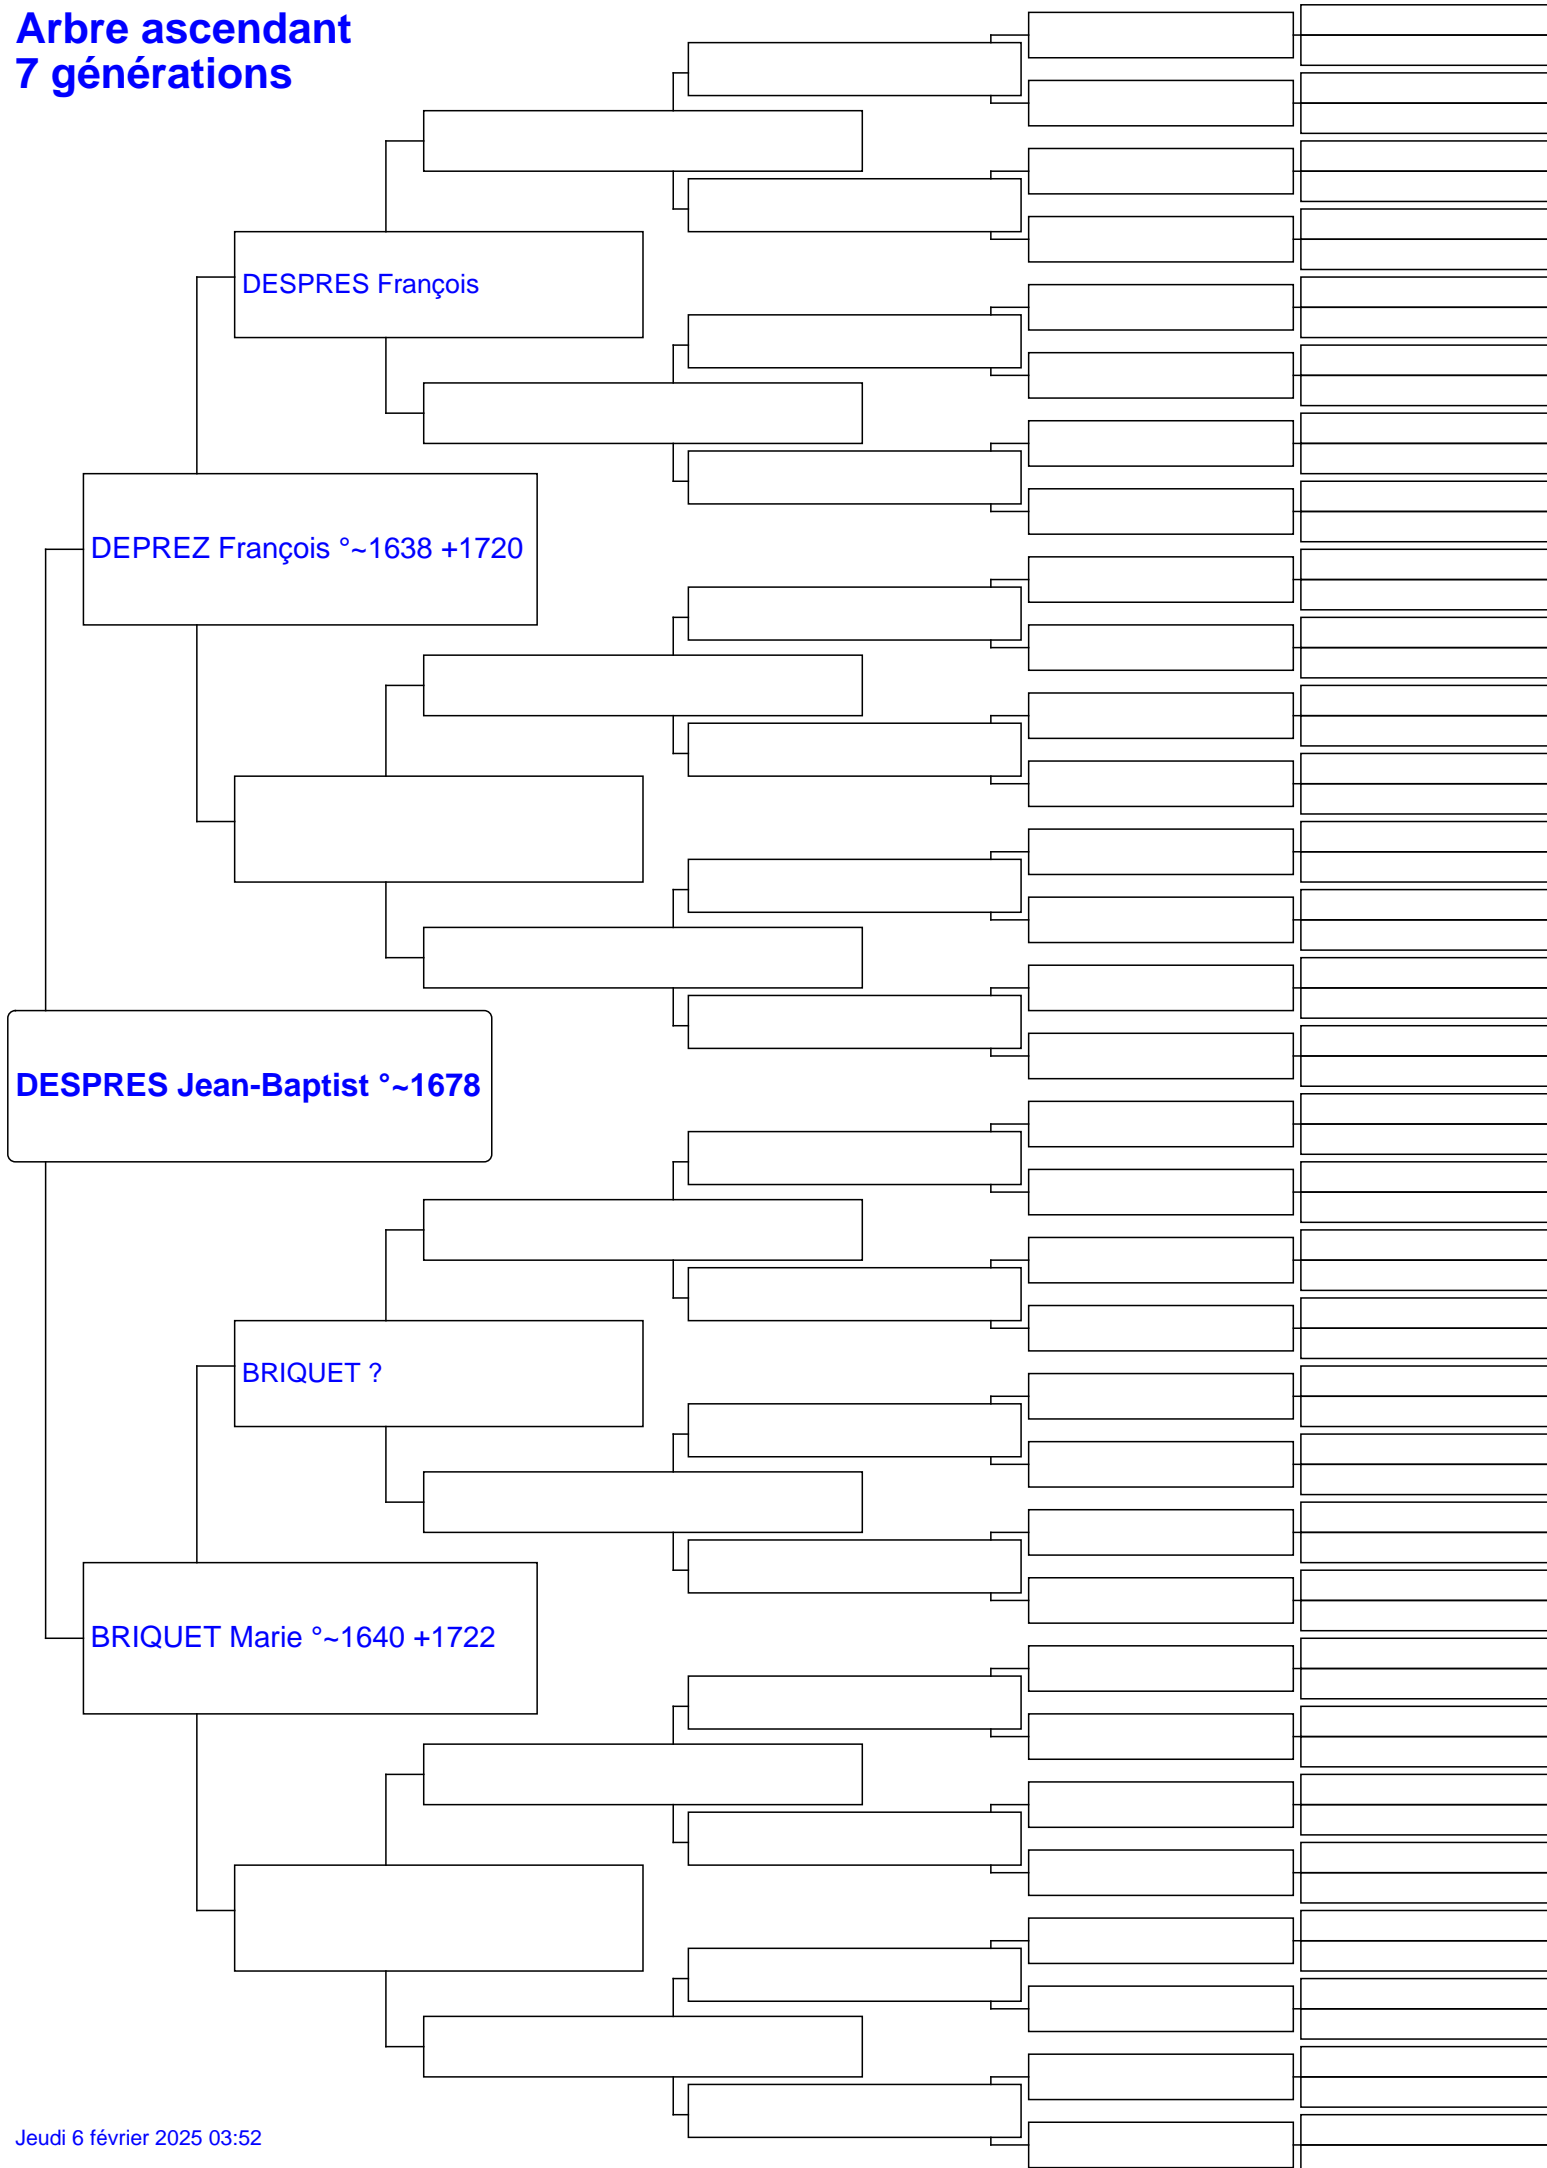 Arbre ascendant
7 générations
DESPRES François
DEPREZ François °~1638 +1720
DESPRES Jean-Baptist °~1678
BRIQUET ?
BRIQUET Marie °~1640 +1722
Jeudi 6 février 2025 03:52